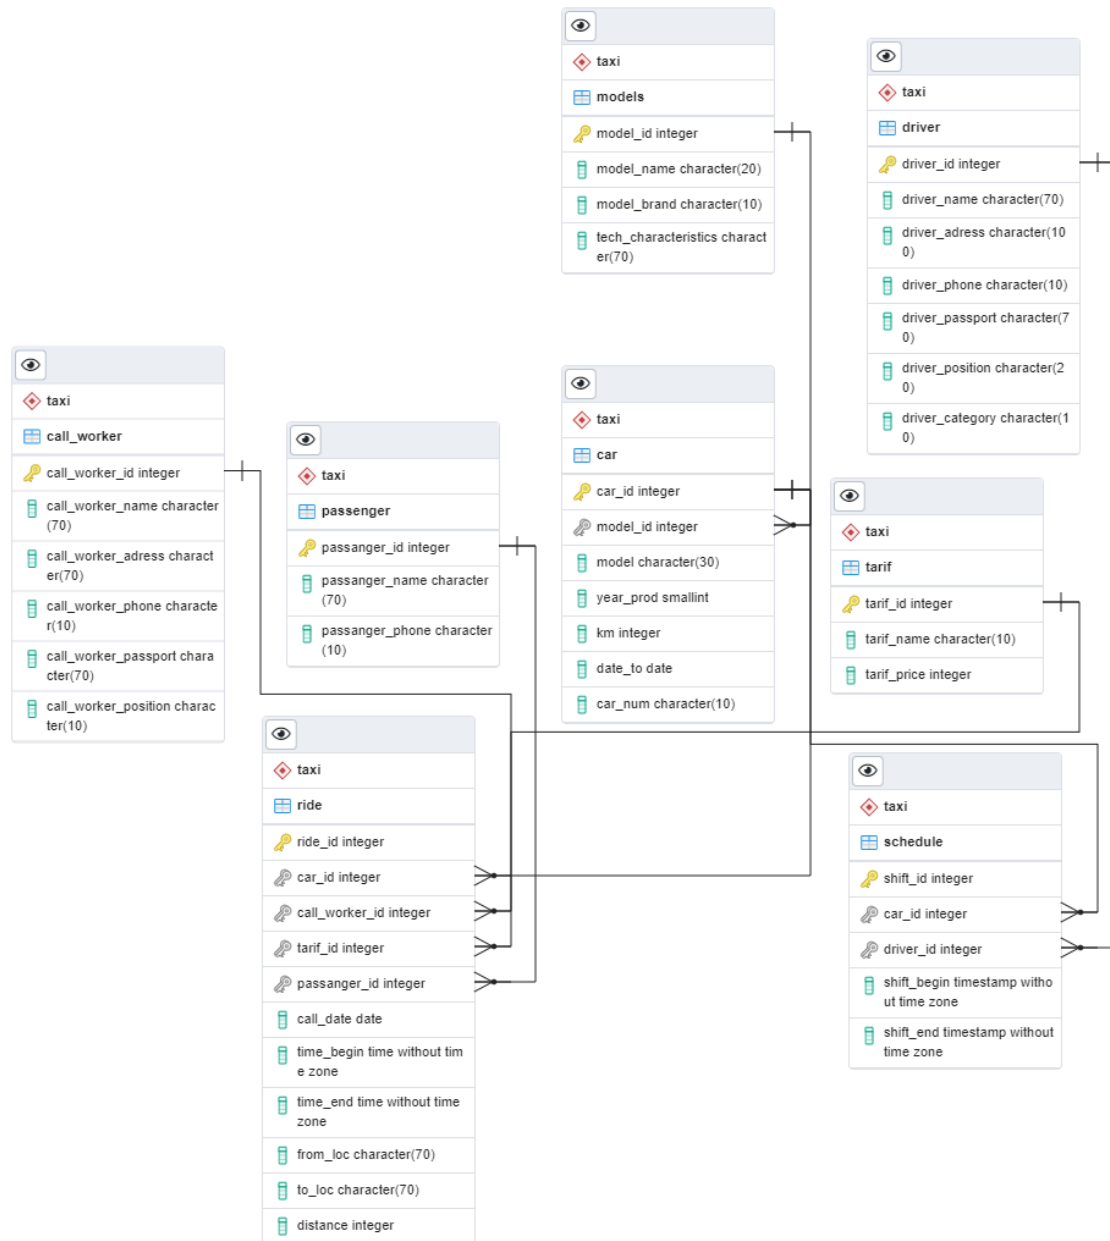 taxi
models
model_id integer
model_name character(20)
model_brand character(10)
tech_characteristics charact
er(70)
taxi
driver
driver_id integer
driver_name character(70)
driver_adress character(10
0)
driver_phone character(10)
driver_passport character(7
0)
driver_position character(2
0)
driver_category character(1
0)
taxi
call_worker
call_worker_id integer
call_worker_name character
(70)
call_worker_adress charact
er(70)
call_worker_phone characte
r(10)
call_worker_passport chara
cter(70)
call_worker_position charac
ter(10)
taxi
passenger
passanger_id integer
passanger_name character
(70)
passanger_phone character
(10)
taxi
car
car_id integer
model_id integer
model character(30)
year_prod smallint
km integer
date_to date
car_num character(10)
taxi
tarif
tarif_id integer
tarif_name character(10)
tarif_price integer
taxi
ride
ride_id integer
car_id integer
call_worker_id integer
tarif_id integer
passanger_id integer
call_date date
time_begin time without tim
e zone
time_end time without time
zone
from_loc character(70)
to_loc character(70)
distance integer
taxi
schedule
shift_id integer
car_id integer
driver_id integer
shift_begin timestamp witho
ut time zone
shift_end timestamp without
time zone